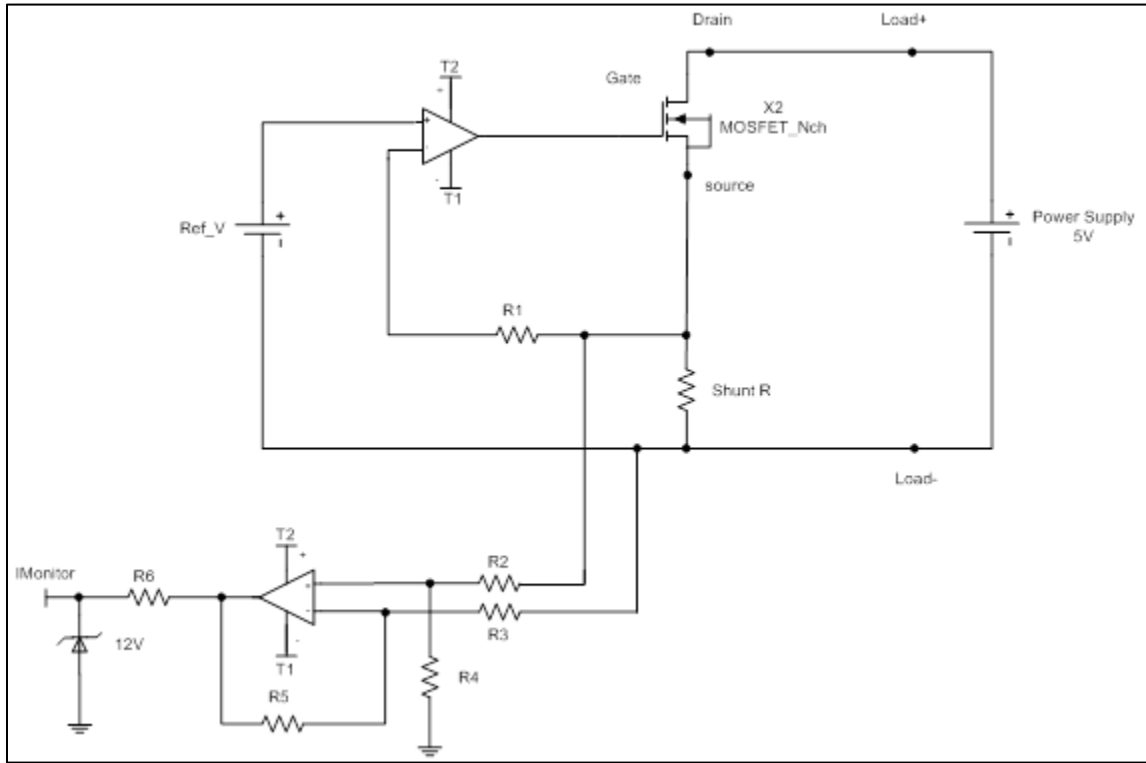 Drain
Load+
T2
+
Gate
X2
MOSFET_Nch
+
-
-
T1
source
Ref_V
+
Power Supply
5V
+
R1
Shunt R
Load-
T2
+
IMonitor
R6
R2
+
-
R3
-
12V
T1
R4
R5